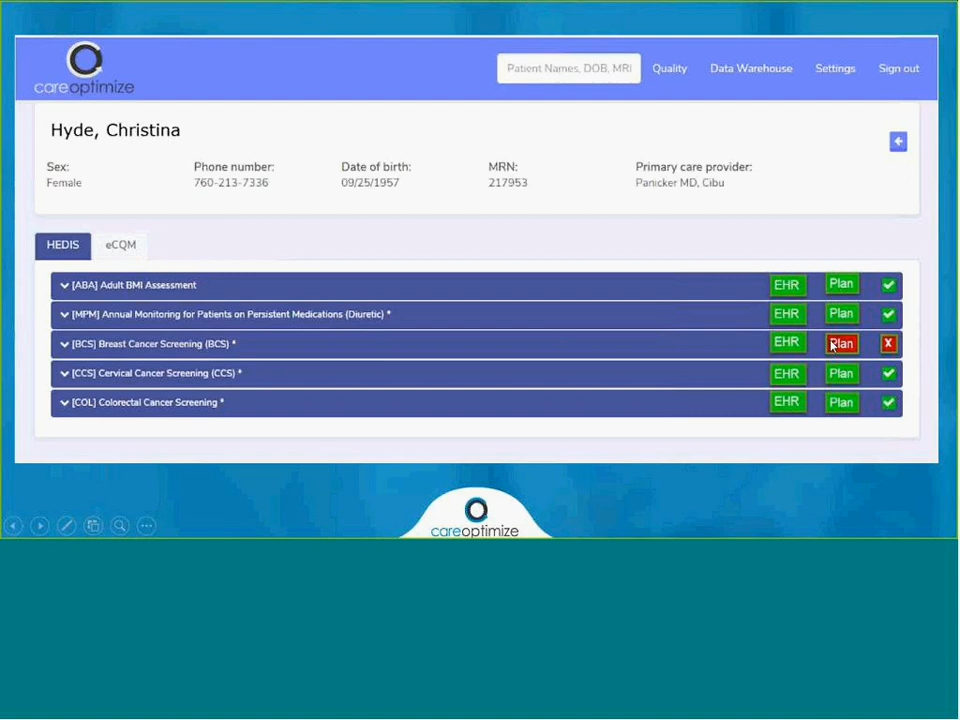 careoptimize
Patient Names, DOB, MRI
Quality
Data Warehouse
Settings
Sign out
Hyde, Christina
Sex:
Female
Phone number:
760-213-7336
Date of birth:
09/25/1957
MRN:
217953
Primary care provider:
Panicker MD, Cibu
HEDIS
eCQM
[ABA] Adult BMI Assessment EHR Plan
[MPM] Annual Monitoring for Patients on Persistent Medications (Diuretic) * EHR Plan
[BCS] Breast Cancer Screening (BCS) * EHR Plan X
[CCS] Cervical Cancer Screening (CCS) * EHR Plan
[COL] Colorectal Cancer Screening * EHR Plan
careoptimize